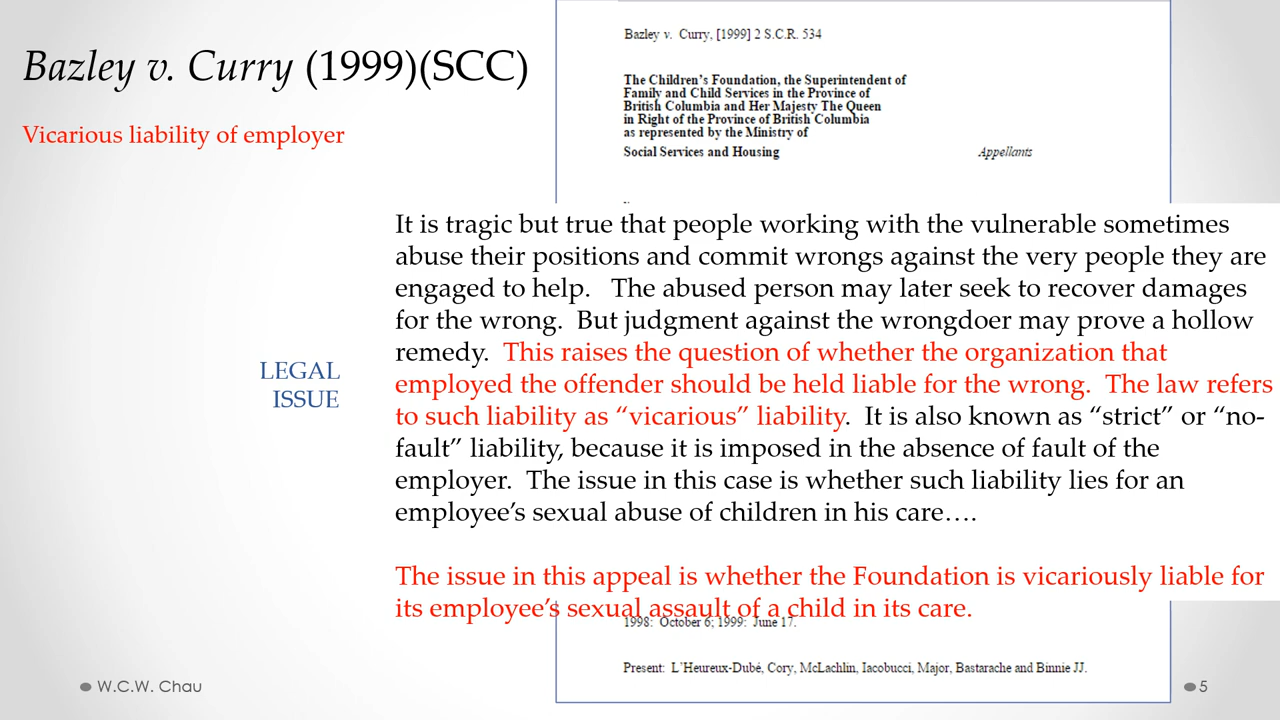 Bazley v. Curry (1999)(SCC)
Vicarious liability of employer
Bazley v. Curry, [1999] 2 S.C.R. 534
The Children's Foundation, the Superintendent of
Family and Child Services in the Province of
British Columbia and Her Majesty The Queen
in Right of the Province of British Columbia
as represented by the Ministry of
Social Services and Housing Appellants
LEGAL
ISSUE
It is tragic but true that people working with the vulnerable sometimes
abuse their positions and commit wrongs against the very people they are
engaged to help. The abused person may later seek to recover damages
for the wrong. But judgment against the wrongdoer may prove a hollow
remedy. This raises the question of whether the organization that
employed the offender should be held liable for the wrong. The law refers
to such liability as “vicarious” liability. It is also known as “strict” or “no-
fault” liability, because it is imposed in the absence of fault of the
employer. The issue in this case is whether such liability lies for an
employee’s sexual abuse of children in his care….
The issue in this appeal is whether the Foundation is vicariously liable for
its employee’s sexual assault of a child in its care.
1998: October 6; 1999: June 17.
Present: L'Heureux-Dubé, Cory, McLachlin, Iacobucci, Major, Bastarache and Binnie JJ.
W.C.W. Chau
5